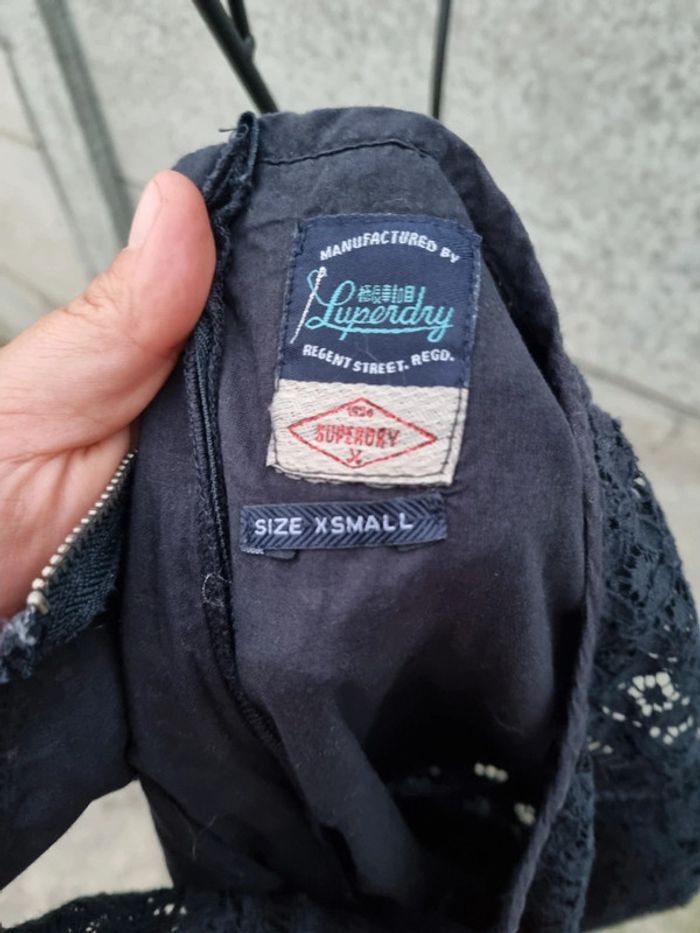 MANUFACTURED BY
極度乾燥
Superdry
REGENT STREET. REGD.
1954
SUPERDRY
SIZE XSMALL